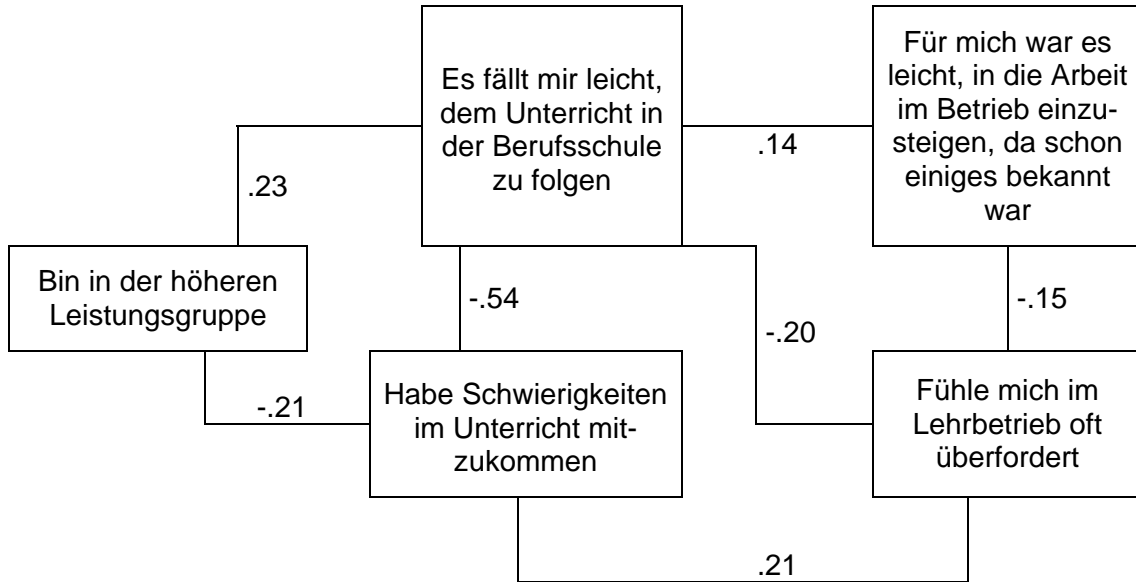 Es fällt mir leicht,
dem Unterricht in
der Berufsschule
zu folgen
Für mich war es
leicht, in die Arbeit
im Betrieb einzu-
steigen, da schon
einiges bekannt
war
.14
.23
Bin in der höheren
Leistungsgruppe
-.54
-.20
-.15
-.21
Habe Schwierigkeiten
im Unterricht mit-
zukommen
Fühle mich im
Lehrbetrieb oft
überfordert
.21